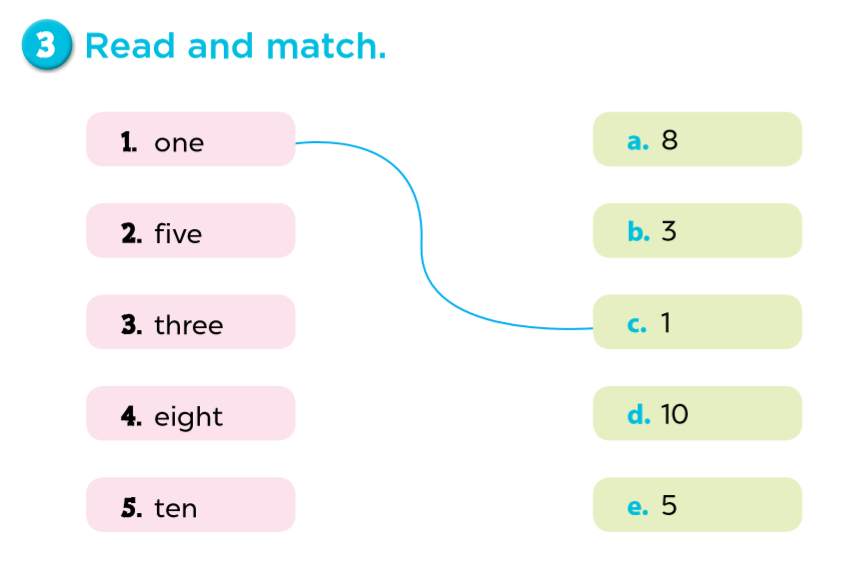 3 Read and match.
1. one
a. 8
2. five
b. 3
3. three
c. 1
4. eight
d. 10
5. ten
e. 5